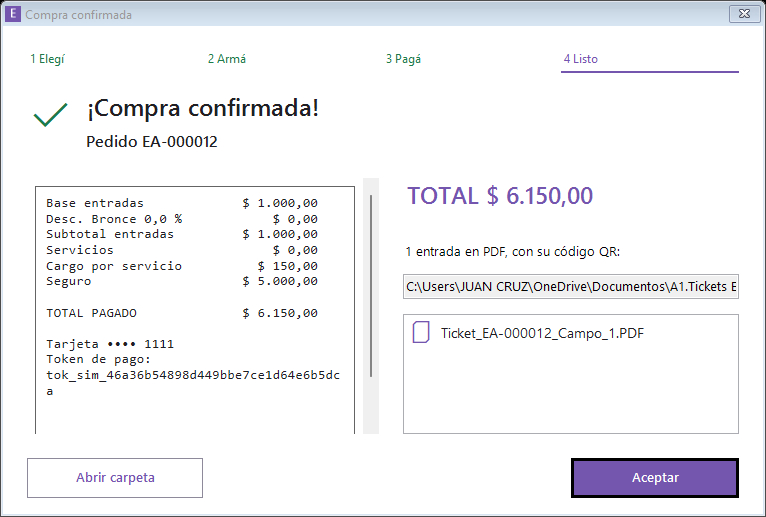 E Compra confirmada
1 Elegí
2 Armá
3 Pagá
4 Listo
¡Compra confirmada!
Pedido EA-000012
Base entradas $ 1.000,00
Desc. Bronce 0,0 % $ 0,00
Subtotal entradas $ 1.000,00
Servicios $ 0,00
Cargo por servicio $ 150,00
Seguro $ 5.000,00
TOTAL PAGADO $ 6.150,00
Tarjeta •••• 1111
Token de pago:
tok_sim_46a36b54898d449bbe7ce1d64e6b5dc
a
TOTAL $ 6.150,00
1 entrada en PDF, con su código QR:
C:\Users\JUAN CRUZ\OneDrive\Documentos\A1.Tickets E
Ticket_EA-000012_Campo_1.PDF
Abrir carpeta
Aceptar